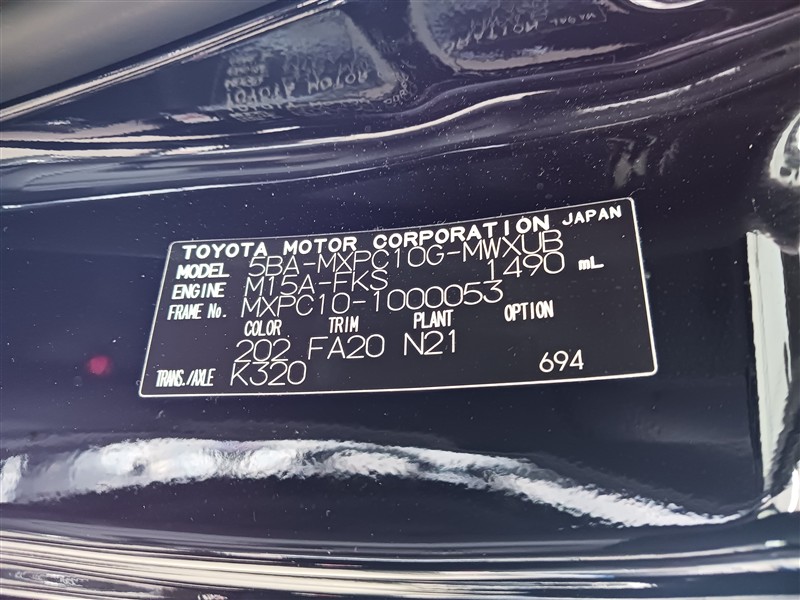 TOYOTA MOTOR CORPORATION JAPAN
MODEL 5BA-MXPC10G-MWXUB
ENGINE M15A-FKS 1490 mL
FRAME No. MXPC10-1000053
COLOR TRIM PLANT OPTION
202 FA20 N21
TRANS./AXLE K320 694